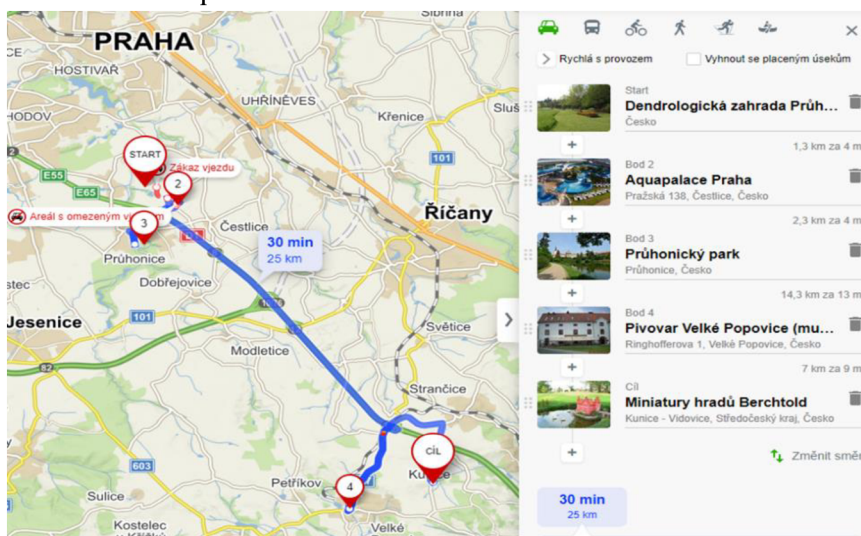 PRAHA
HOSTIVAŘ
UHŘÍNĚVES
Křenice
START
Zákaz vjezdu
101
E55
E65
2
Říčany
3
Čestlice
30 min
25 km
Průhonice
Dobřejovice
101
Jesenice
Světice
Modletice
Strančice
CÍL
603
Petříkov
4
Sulice
Kostelec
Velké
Rychlá s provozem
Vyhnout se placeným úsekům
Start
Dendrologická zahrada Průh...
Česko
1,3 km za 4 m
Bod 2
Aquapalace Praha
Pražská 138, Čestlice, Česko
2,3 km za 4 m
Bod 3
Průhonický park
Průhonice, Česko
14,3 km za 13 m
Bod 4
Pivovar Velké Popovice (mu...
Ringhofferova 1, Velké Popovice, Česko
7 km za 9 m
Cíl
Miniatury hradů Berchtold
Kunice - Vidovice, Středočeský kraj, Česko
Změnit smě
30 min
25 km